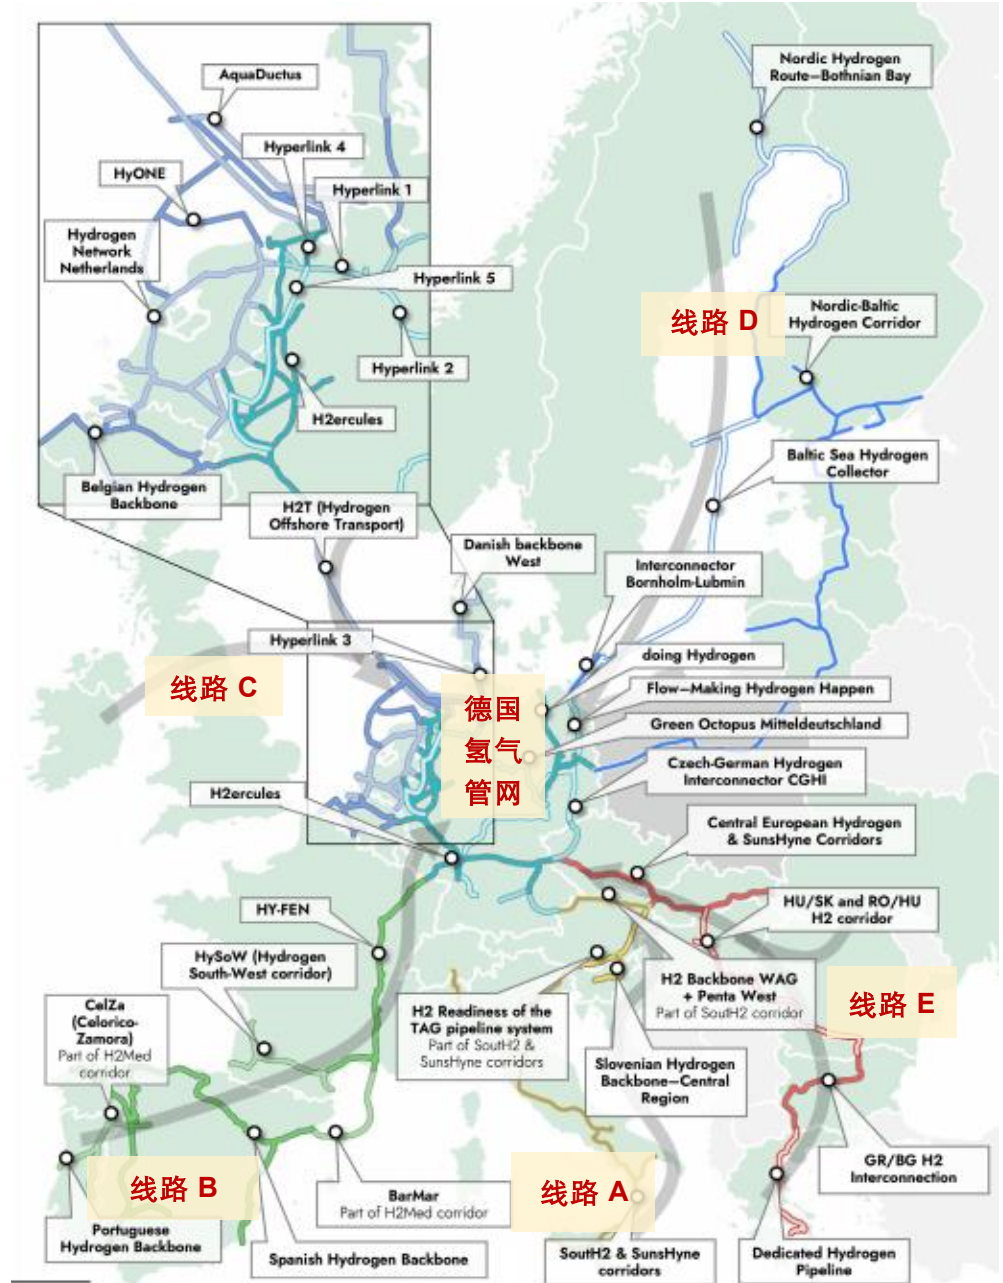 AquaDuctus
Hyperlink 4
HyONE
Hyperlink 1
Hydrogen
Network
Netherlands
Hyperlink 5
Hyperlink 2
H2ercules
Belgian Hydrogen
Backbone
Nordic Hydrogen
Route–Bothnian Bay
线路 D
Nordic-Baltic
Hydrogen Corridor
Baltic Sea Hydrogen
Collector
H2T (Hydrogen
Offshore Transport)
Danish backbone
West
Interconnector
Bornholm-Lubmin
Hyperlink 3
doing Hydrogen
线路 C
Flow–Making Hydrogen Happen
德国
氢气
管网
Green Octopus Mitteldeutschland
Czech-German Hydrogen
Interconnector CGHI
H2ercules
Central European Hydrogen
& SunsHyne Corridors
HY-FEN
HU/SK and RO/HU
H2 corridor
HySoW (Hydrogen
South-West corridor)
H2 Backbone WAG
+ Penta West
Part of SoutH2 corridor
线路 E
CelZa
(Celorico-
Zamora)
Part of H2Med
corridor
H2 Readiness of the
TAG pipeline system
Part of SoutH2 &
SunsHyne corridors
Slovenian Hydrogen
Backbone–Central
Region
GR/BG H2
Interconnection
线路 B
线路 A
BarMar
Part of H2Med corridor
Portuguese
Hydrogen Backbone
Spanish Hydrogen Backbone
SoutH2 & SunsHyne
corridors
Dedicated Hydrogen
Pipeline